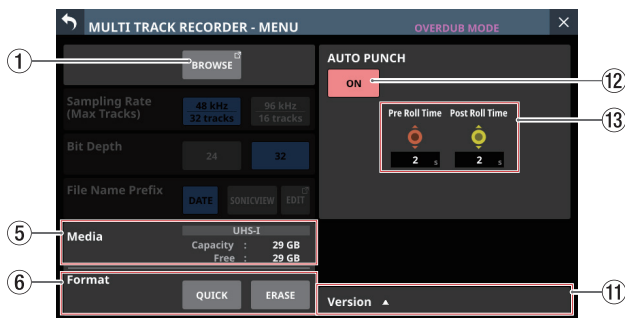 MULTI TRACK RECORDER - MENU
OVERDUB MODE
1
BROWSE
Sampling Rate
(Max Tracks)
48 kHz
32 tracks
96 kHz
16 tracks
Bit Depth
24
32
File Name Prefix
DATE
SONICVIEW
EDIT
5
Media
UHS-I
Capacity : 29 GB
Free : 29 GB
6
Format
QUICK
ERASE
AUTO PUNCH
ON
12
Pre Roll Time
Post Roll Time
13
2 s
2 s
Version ▲
11